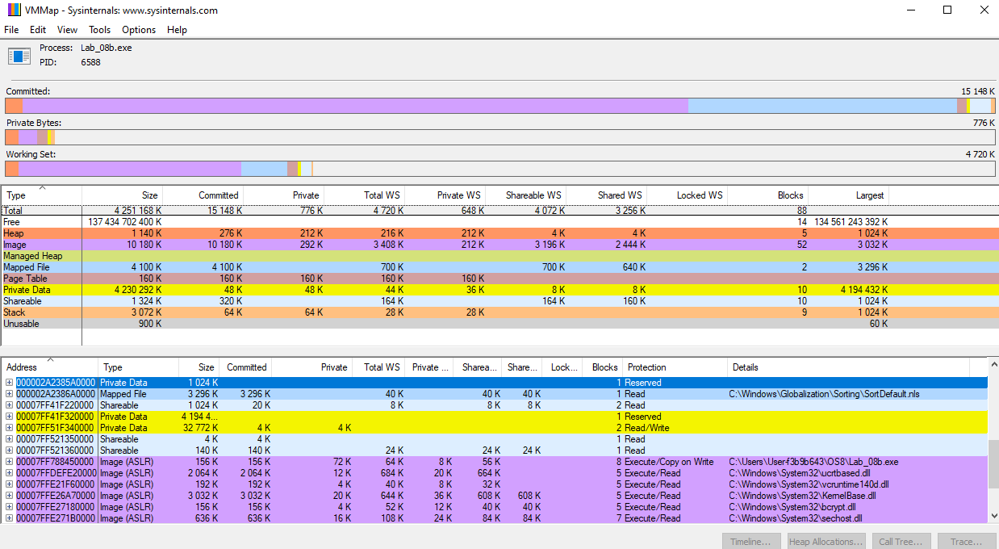 VMMap - Sysinternals: www.sysinternals.com
File Edit View Tools Options Help
Process: Lab_08b.exe
PID: 6588
Committed: 15 148 K
Private Bytes: 776 K
Working Set: 4 720 K
Type Size Committed Private Total WS Private WS Shareable WS Shared WS Locked WS Blocks Largest
Total 4 251 168 K 15 148 K 776 K 4 720 K 648 K 4 072 K 3 256 K 88
Free 137 434 702 400 K 14 134 561 243 392 K
Heap 1 140 K 276 K 212 K 216 K 212 K 4 K 4 K 5 1 024 K
Image 10 180 K 10 180 K 292 K 3 408 K 212 K 3 196 K 2 444 K 52 3 032 K
Managed Heap
Mapped File 4 100 K 4 100 K 700 K 700 K 640 K 2 3 296 K
Page Table 160 K 160 K 160 K 160 K 160 K
Private Data 4 230 292 K 48 K 48 K 44 K 36 K 8 K 8 K 10 4 194 432 K
Shareable 1 324 K 320 K 164 K 164 K 160 K 10 1 024 K
Stack 3 072 K 64 K 64 K 28 K 28 K 9 1 024 K
Unusable 900 K 60 K
Address Type Size Committed Private Total WS Private ... Sharea... Share... Lock... Blocks Protection Details
000002A2385A0000 Private Data 1 024 K 1 Reserved
000002A2386A0000 Mapped File 3 296 K 3 296 K 40 K 40 K 40 K 1 Read C:\Windows\Globalization\Sorting\SortDefault.nls
00007FF41F220000 Shareable 1 024 K 20 K 8 K 8 K 8 K 2 Read
00007FF41F320000 Private Data 4 194 4... 1 Reserved
00007FF51F340000 Private Data 32 772 K 4 K 4 K 2 Read/Write
00007FF521350000 Shareable 4 K 4 K 1 Read
00007FF521360000 Shareable 140 K 140 K 24 K 24 K 24 K 1 Read
00007FF788450000 Image (ASLR) 156 K 156 K 72 K 64 K 8 K 56 K 8 Execute/Copy on Write C:\Users\User-f3b9b643\OS8\Lab_08b.exe
00007FFDEFE20000 Image (ASLR) 2 064 K 2 064 K 12 K 684 K 20 K 664 K 5 Execute/Read C:\Windows\System32\ucrtbased.dll
00007FFE21F60000 Image (ASLR) 192 K 192 K 4 K 40 K 8 K 32 K 5 Execute/Read C:\Windows\System32\vcruntime140d.dll
00007FFE26A70000 Image (ASLR) 3 032 K 3 032 K 20 K 644 K 36 K 608 K 608 K 5 Execute/Read C:\Windows\System32\KernelBase.dll
00007FFE27180000 Image (ASLR) 156 K 156 K 4 K 52 K 12 K 40 K 40 K 5 Execute/Read C:\Windows\System32\bcrypt.dll
00007FFE271B0000 Image (ASLR) 636 K 636 K 16 K 108 K 24 K 84 K 84 K 7 Execute/Read C:\Windows\System32\sechost.dll
Timeline... Heap Allocations... Call Tree... Trace...